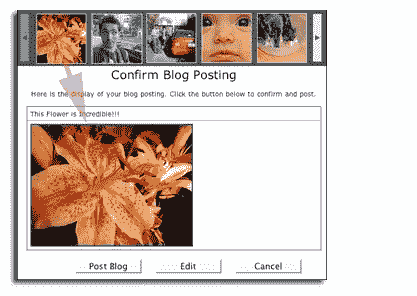 Confirm Blog Posting
Here is the display of your blog posting. Click the button below to confirm and post.
This Flower is Incredible!!!
Post Blog
Edit
Cancel